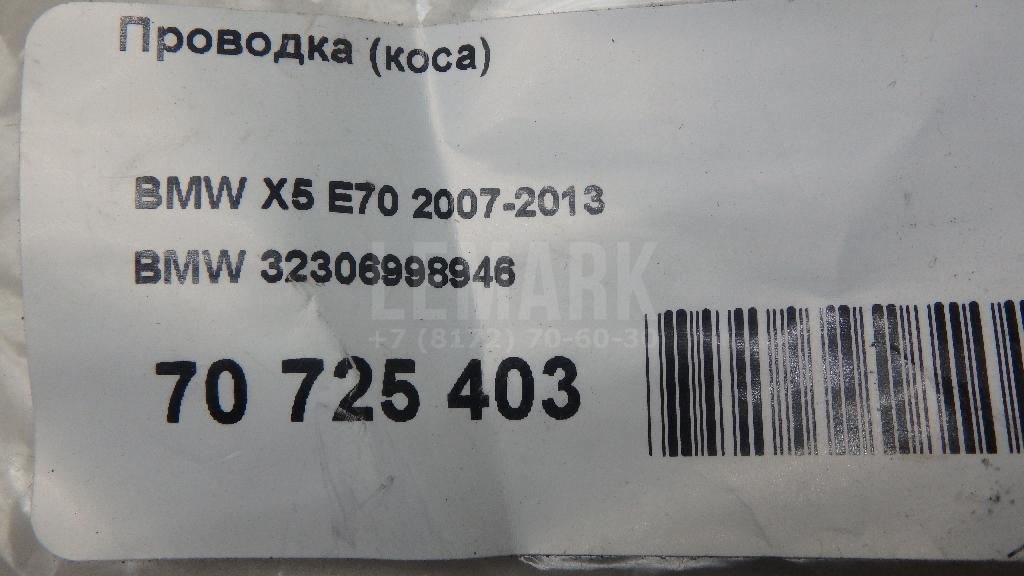 Проводка (коса)
BMW X5 E70 2007-2013
BMW 32306998946
LEMARK
+7 (8172) 70-60-30
70 725 403